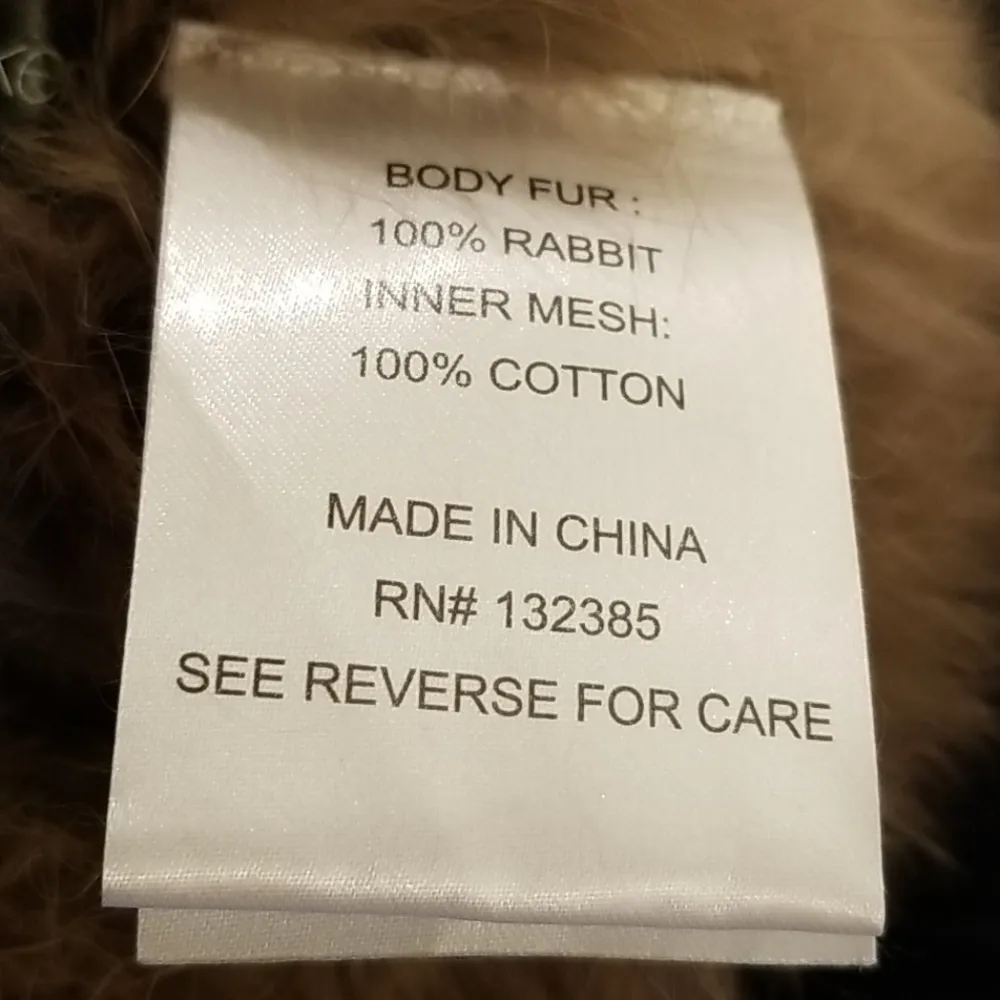 BODY FUR :
100% RABBIT
INNER MESH:
100% COTTON
MADE IN CHINA
RN# 132385
SEE REVERSE FOR CARE